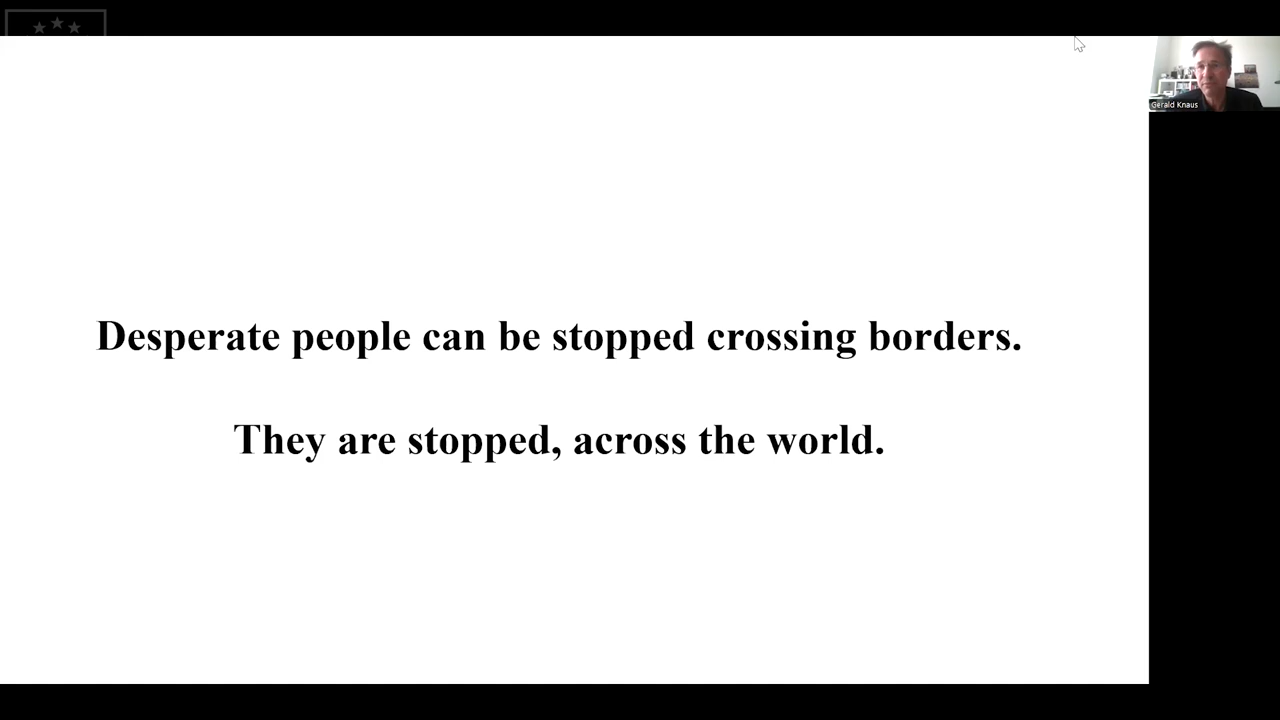 Gerald Knaus
Desperate people can be stopped crossing borders.
They are stopped, across the world.